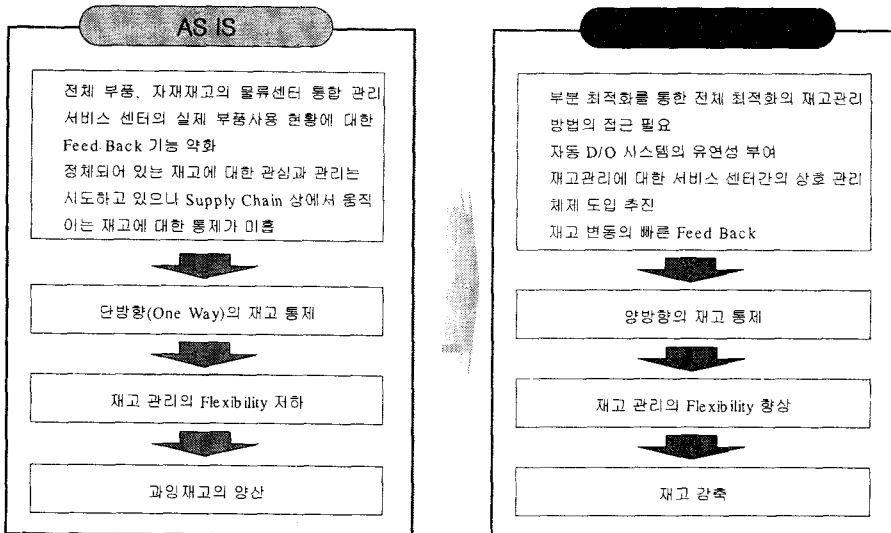 AS IS
전체 부품, 자재재고의 물류센터 통합 관리
서비스 센터의 실제 부품사용 현황에 대한
Feed Back 기능 약화
정체되어 있는 재고에 대한 관심과 관리는
시도하고 있으나 Supply Chain 상에서 움직
이는 재고에 대한 통제가 미흡
단방향(One Way)의 재고 통제
재고 관리의 Flexibility 저하
과잉재고의 양산
부분 최적화를 통한 전체 최적화의 재고관리
방법의 접근 필요
자동 D/O 시스템의 유연성 부여
재고관리에 대한 서비스 센터간의 상호 관리
체제 도입 추진
재고 변동의 빠른 Feed Back
양방향의 재고 통제
재고 관리의 Flexibility 향상
재고 감축